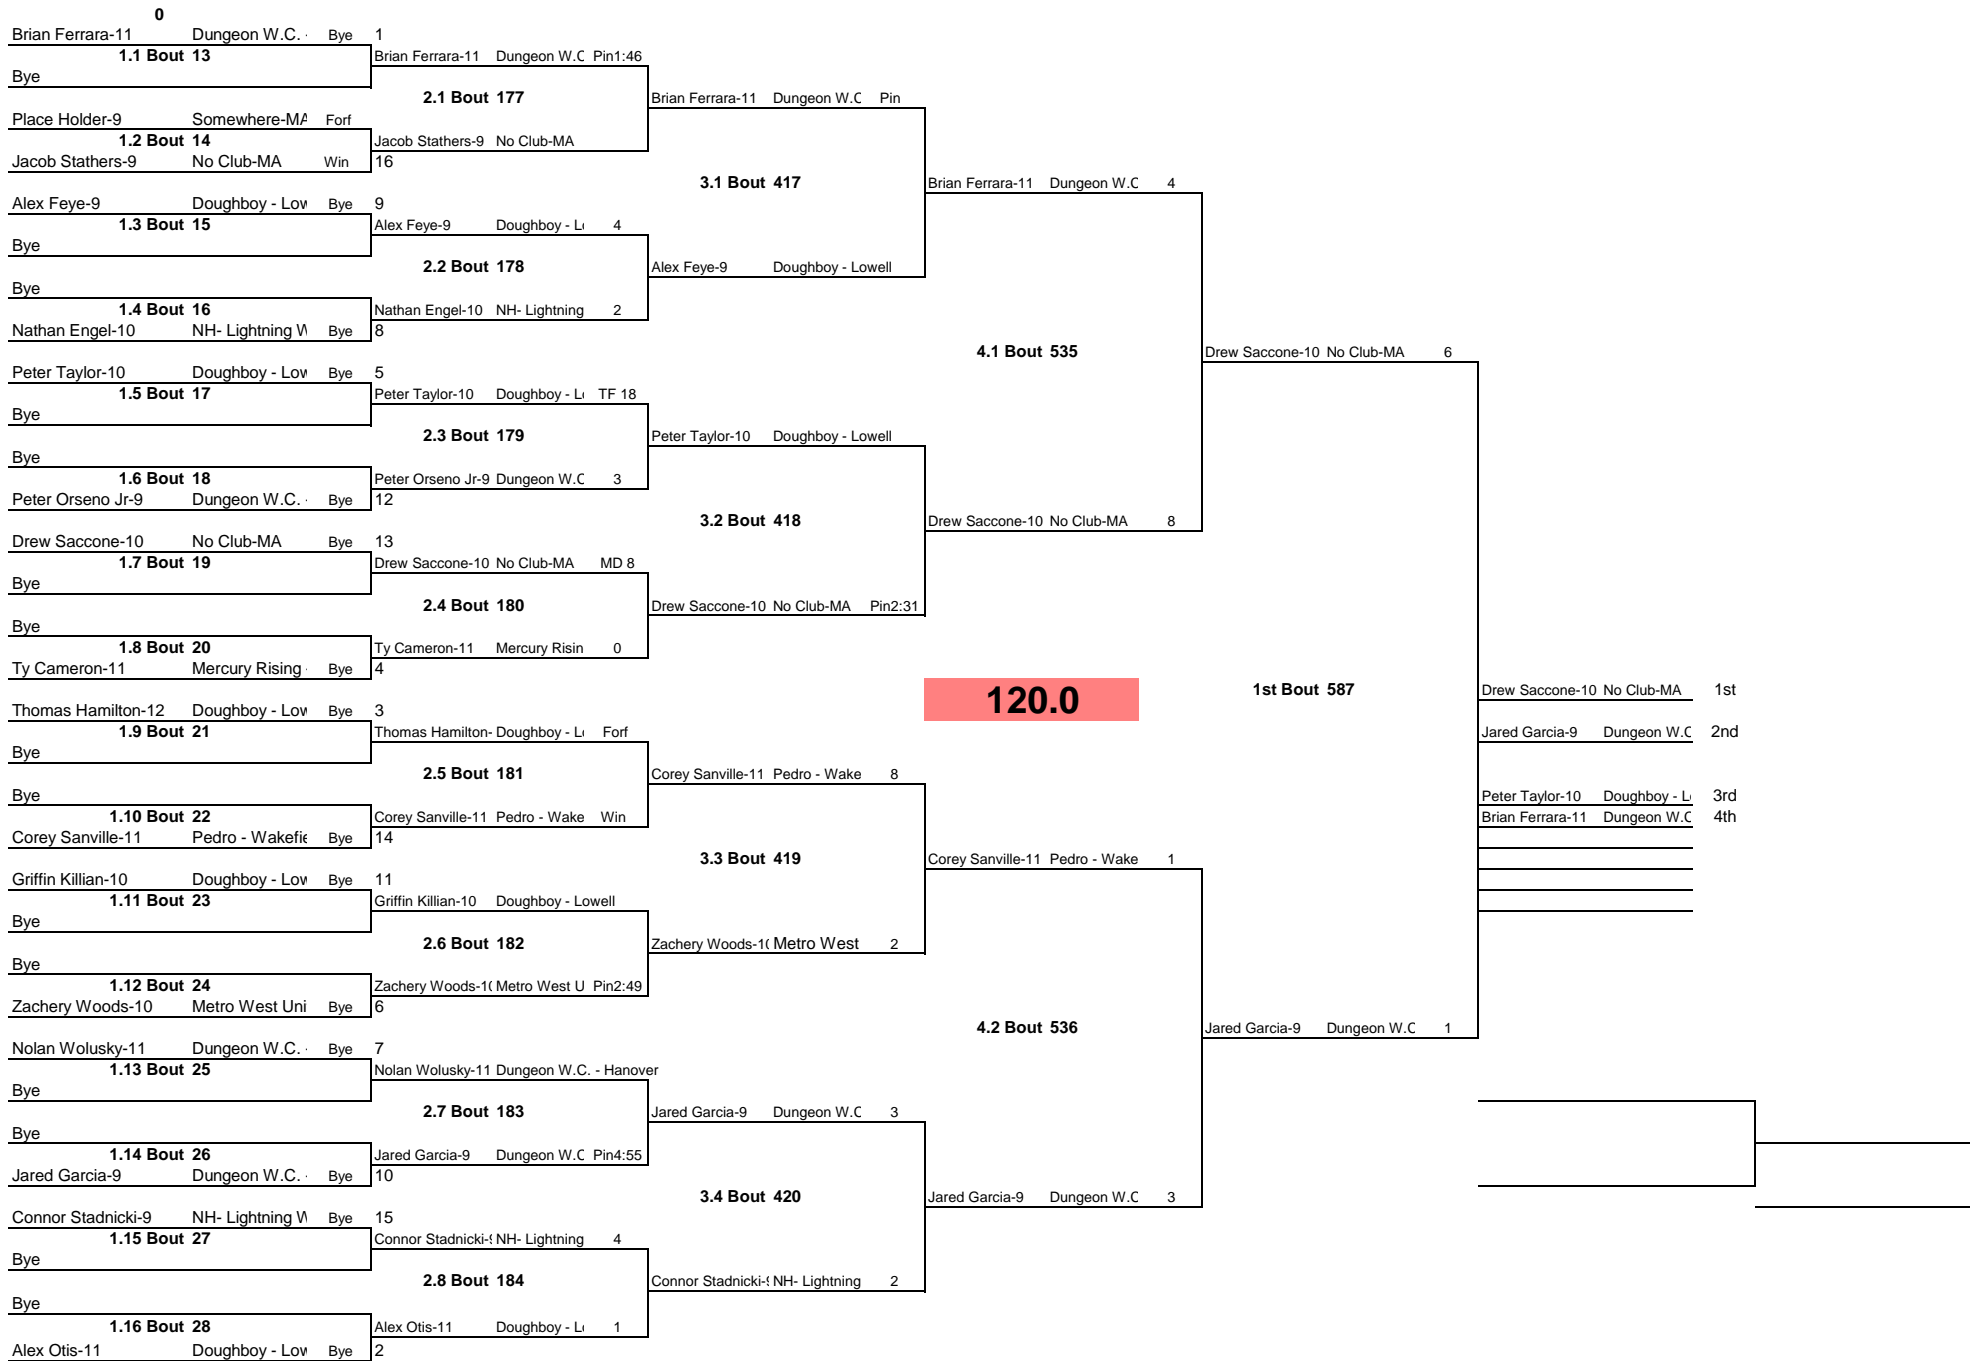 0
Brian Ferrara-11 Dungeon W.C. - Bye 1
1.1 Bout 13
Brian Ferrara-11 Dungeon W.C Pin1:46
Bye
2.1 Bout 177
Brian Ferrara-11 Dungeon W.C Pin
Place Holder-9 Somewhere-MA Forf
1.2 Bout 14
Jacob Stathers-9 No Club-MA
Jacob Stathers-9 No Club-MA Win 16
3.1 Bout 417
Brian Ferrara-11 Dungeon W.C 4
Alex Feye-9 Doughboy - Low Bye 9
1.3 Bout 15
Alex Feye-9 Doughboy - Lo 4
Bye
2.2 Bout 178
Alex Feye-9 Doughboy - Lowell
Bye
1.4 Bout 16
Nathan Engel-10 NH- Lightning 2
Nathan Engel-10 NH- Lightning W Bye 8
4.1 Bout 535
Drew Saccone-10 No Club-MA 6
Peter Taylor-10 Doughboy - Low Bye 5
1.5 Bout 17
Peter Taylor-10 Doughboy - Lo TF 18
Bye
2.3 Bout 179
Peter Taylor-10 Doughboy - Lowell
Bye
1.6 Bout 18
Peter Orseno Jr-9 Dungeon W.C 3
Peter Orseno Jr-9 Dungeon W.C. - Bye 12
3.2 Bout 418
Drew Saccone-10 No Club-MA 8
Drew Saccone-10 No Club-MA Bye 13
1.7 Bout 19
Drew Saccone-10 No Club-MA MD 8
Bye
2.4 Bout 180
Drew Saccone-10 No Club-MA Pin2:31
Bye
1.8 Bout 20
Ty Cameron-11 Mercury Risin 0
Ty Cameron-11 Mercury Rising Bye 4
120.0
1st Bout 587
Drew Saccone-10 No Club-MA 1st
Thomas Hamilton-12 Doughboy - Low Bye 3
1.9 Bout 21
Thomas Hamilton- Doughboy - Lo Forf
Jared Garcia-9 Dungeon W.C 2nd
Bye
2.5 Bout 181
Corey Sanville-11 Pedro - Wake 8
Bye
Peter Taylor-10 Doughboy - L 3rd
1.10 Bout 22
Corey Sanville-11 Pedro - Wake Win
Brian Ferrara-11 Dungeon W.C 4th
Corey Sanville-11 Pedro - Wakefie Bye 14
3.3 Bout 419
Corey Sanville-11 Pedro - Wake 1
Griffin Killian-10 Doughboy - Low Bye 11
1.11 Bout 23
Griffin Killian-10 Doughboy - Lowell
Bye
2.6 Bout 182
Zachery Woods-10 Metro West 2
Bye
1.12 Bout 24
Zachery Woods-10 Metro West U Pin2:49
Zachery Woods-10 Metro West Uni Bye 6
4.2 Bout 536
Jared Garcia-9 Dungeon W.C 1
Nolan Wolusky-11 Dungeon W.C. - Bye 7
1.13 Bout 25
Nolan Wolusky-11 Dungeon W.C. - Hanover
Bye
2.7 Bout 183
Jared Garcia-9 Dungeon W.C 3
Bye
1.14 Bout 26
Jared Garcia-9 Dungeon W.C Pin4:55
Jared Garcia-9 Dungeon W.C. - Bye 10
3.4 Bout 420
Jared Garcia-9 Dungeon W.C 3
Connor Stadnicki-9 NH- Lightning W Bye 15
1.15 Bout 27
Connor Stadnicki-9 NH- Lightning 4
Bye
2.8 Bout 184
Connor Stadnicki-9 NH- Lightning 2
Bye
1.16 Bout 28
Alex Otis-11 Doughboy - Lo 1
Alex Otis-11 Doughboy - Low Bye 2